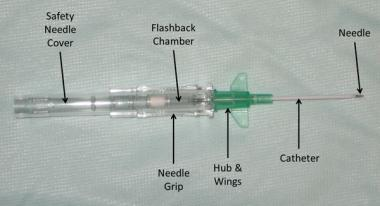 Safety
Needle
Cover
Flashback
Chamber
Needle
Needle
Grip
Hub &
Wings
Catheter